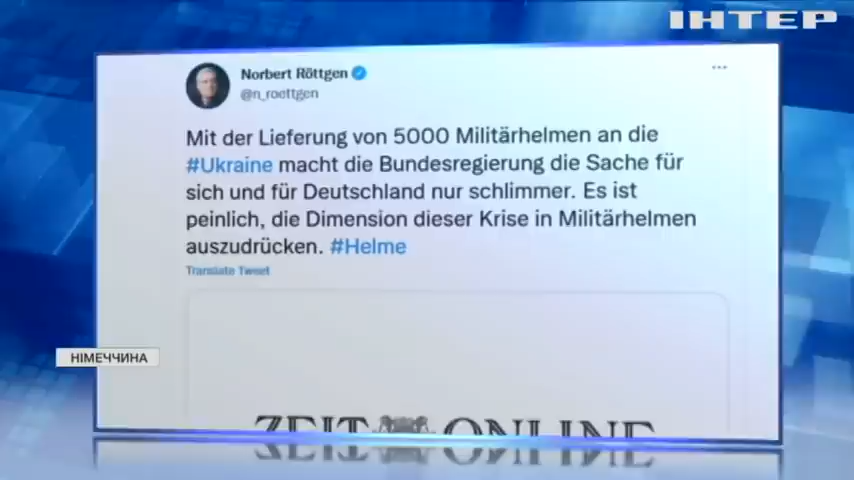 ІНТЕР
Norbert Röttgen
@n_roettgen
Mit der Lieferung von 5000 Militärhelmen an die
#Ukraine macht die Bundesregierung die Sache für
sich und für Deutschland nur schlimmer. Es ist
peinlich, die Dimension dieser Krise in Militärhelmen
auszudrücken. #Helme
Translate Tweet
НІМЕЧЧИНА
ZEIT ONLINE